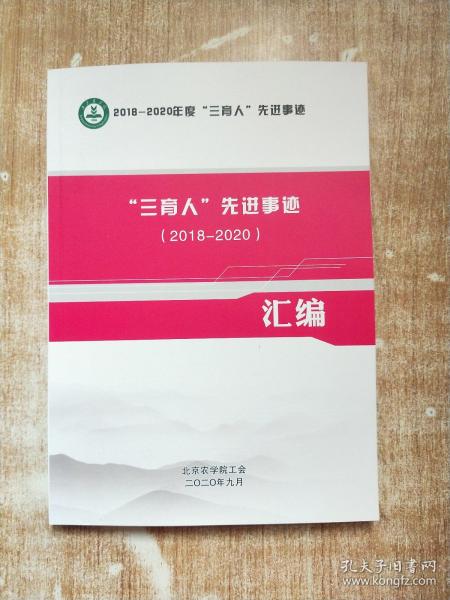 2018-2020年度“三育人”先进事迹
“三育人”先进事迹
(2018-2020)
汇编
北京农学院工会
二〇二〇年九月
孔夫子旧书网
www.kongfz.com